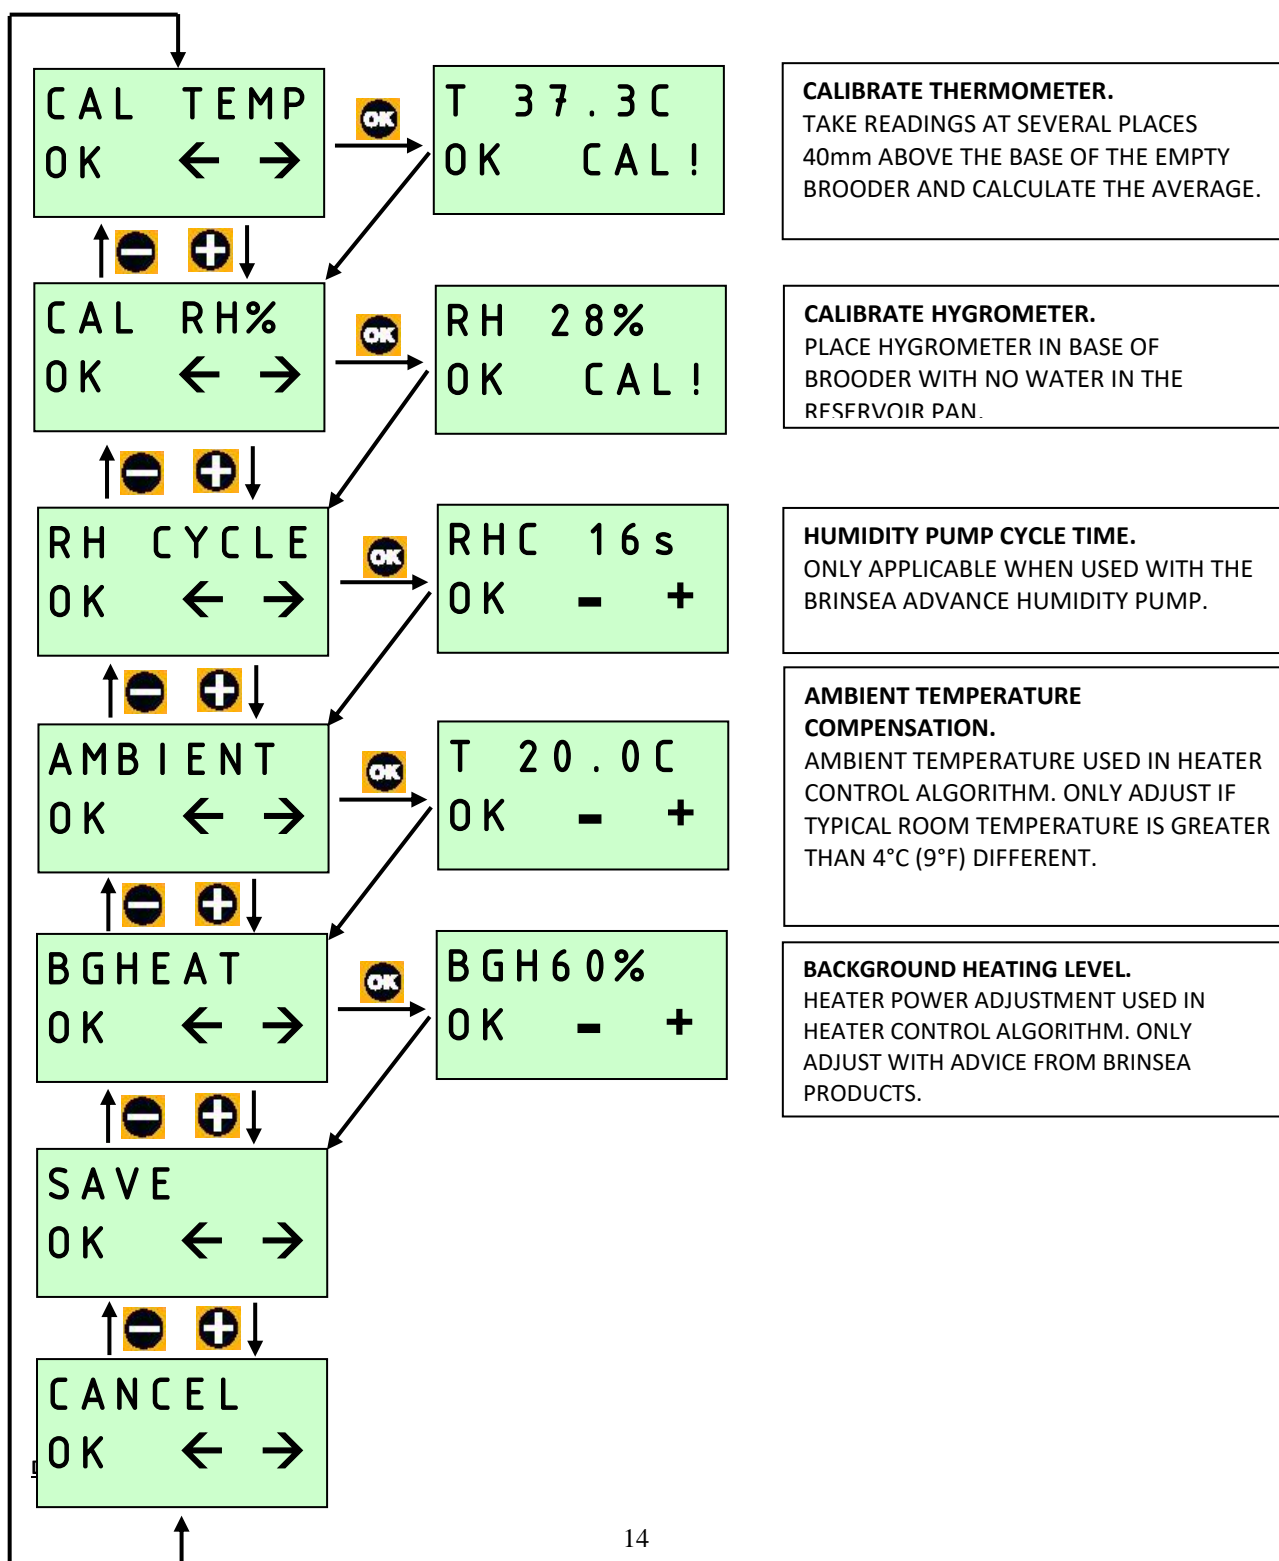 CAL TEMP
OK ← →
OK
T 37.3C
OK CAL!
CALIBRATE THERMOMETER.
TAKE READINGS AT SEVERAL PLACES
40mm ABOVE THE BASE OF THE EMPTY
BROODER AND CALCULATE THE AVERAGE.
CAL RH%
OK ← →
OK
RH 28%
OK CAL!
CALIBRATE HYGROMETER.
PLACE HYGROMETER IN BASE OF
BROODER WITH NO WATER IN THE
RESERVOIR PAN.
RH CYCLE
OK ← →
OK
RHC 16s
OK - +
HUMIDITY PUMP CYCLE TIME.
ONLY APPLICABLE WHEN USED WITH THE
BRINSEA ADVANCE HUMIDITY PUMP.
AMBIENT
OK ← →
OK
T 20.0C
OK - +
AMBIENT TEMPERATURE
COMPENSATION.
AMBIENT TEMPERATURE USED IN HEATER
CONTROL ALGORITHM. ONLY ADJUST IF
TYPICAL ROOM TEMPERATURE IS GREATER
THAN 4°C (9°F) DIFFERENT.
BGHEAT
OK ← →
OK
BGH60%
OK - +
BACKGROUND HEATING LEVEL.
HEATER POWER ADJUSTMENT USED IN
HEATER CONTROL ALGORITHM. ONLY
ADJUST WITH ADVICE FROM BRINSEA
PRODUCTS.
SAVE
OK ← →
CANCEL
OK ← →
14